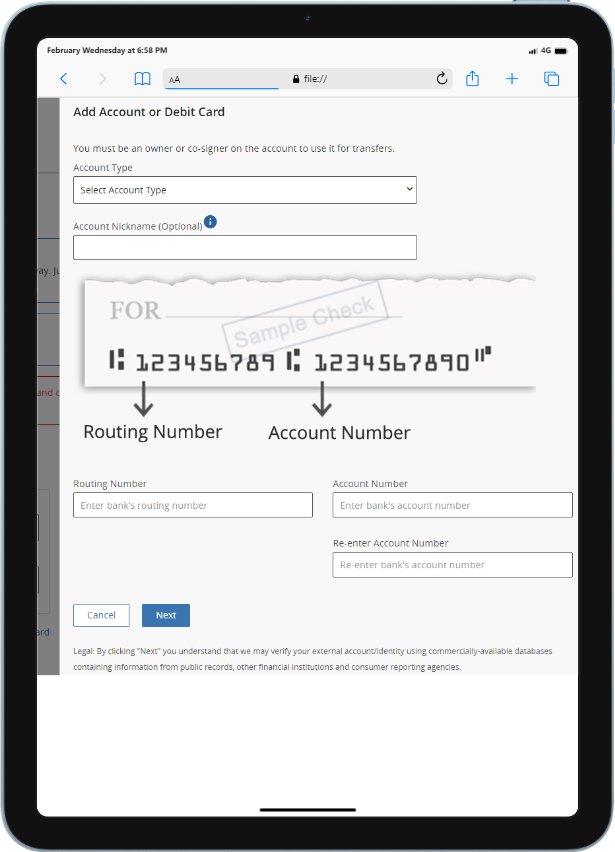 February Wednesday at 6:58 PM
4G
AA
file://
Add Account or Debit Card
You must be an owner or co-signer on the account to use it for transfers.
Account Type
Select Account Type
ay. Ju
Account Nickname (Optional) i
FOR
Sample Check
123456789 1234567890
and c
Routing Number Account Number
Routing Number Account Number
Enter bank's routing number Enter bank's account number
Re-enter Account Number
Re-enter bank's account number
Cancel Next
ard
Legal: By clicking "Next" you understand that we may verify your external account/identity using commercially-available databases
containing information from public records, other financial institutions and consumer reporting agencies.